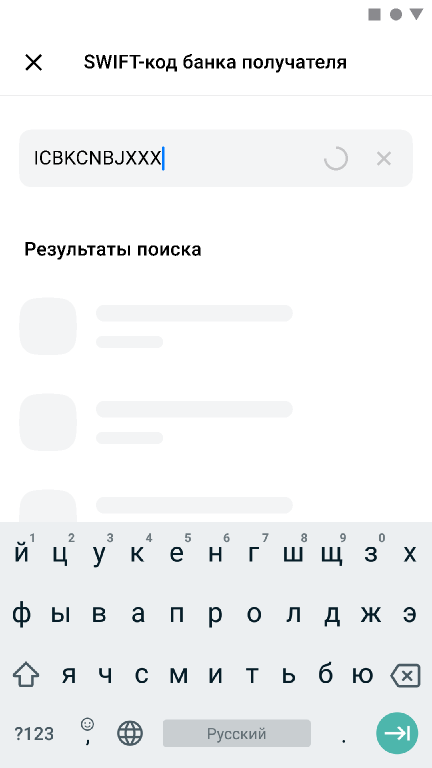 SWIFT-код банка получателя
ICBKCNBJXXX
Результаты поиска
1 2 3 4 5 6 7 8 9 0
й ц у к е н г ш щ з х
ф ы в а п р о л д ж э
я ч с м и т ь б ю
?123 , Русский .